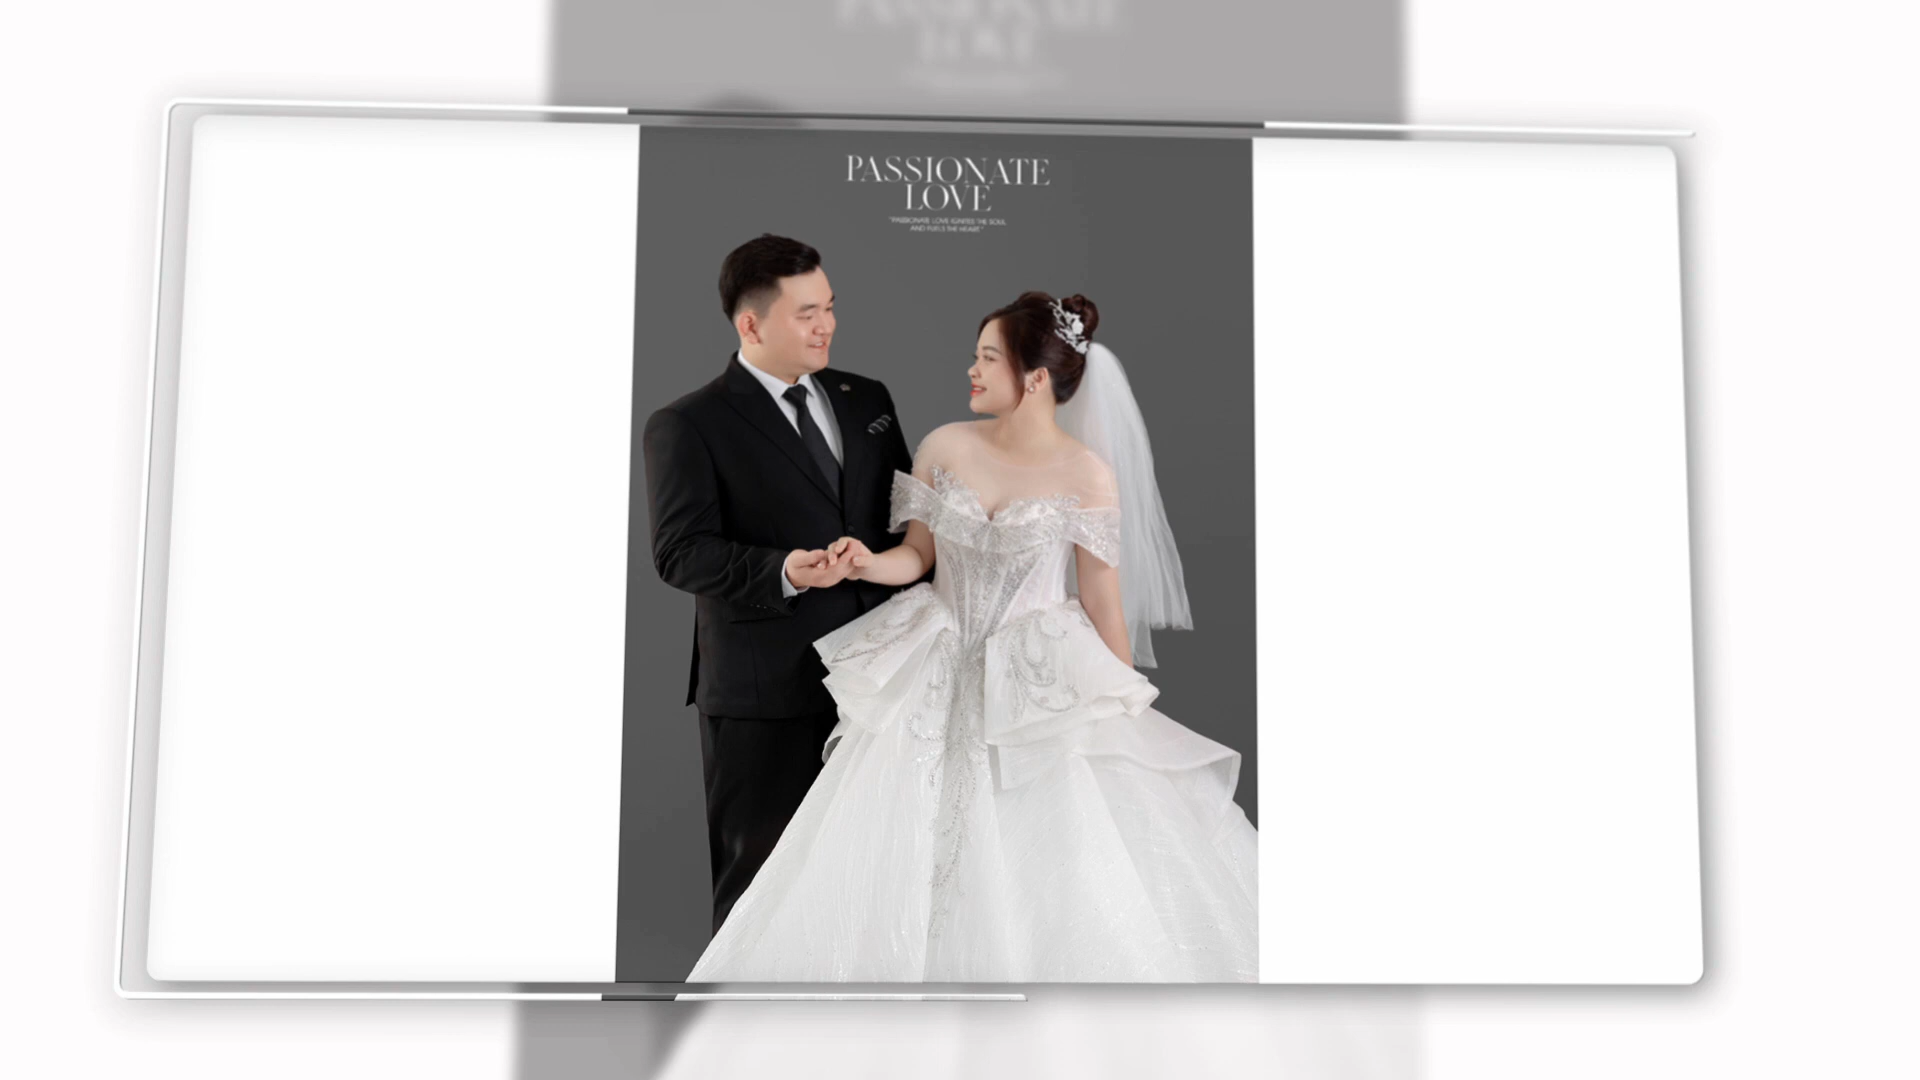 PASSIONATE
LOVE
"PASSIONATE LOVE IGNITES THE SOUL
AND FUELS THE HEART."